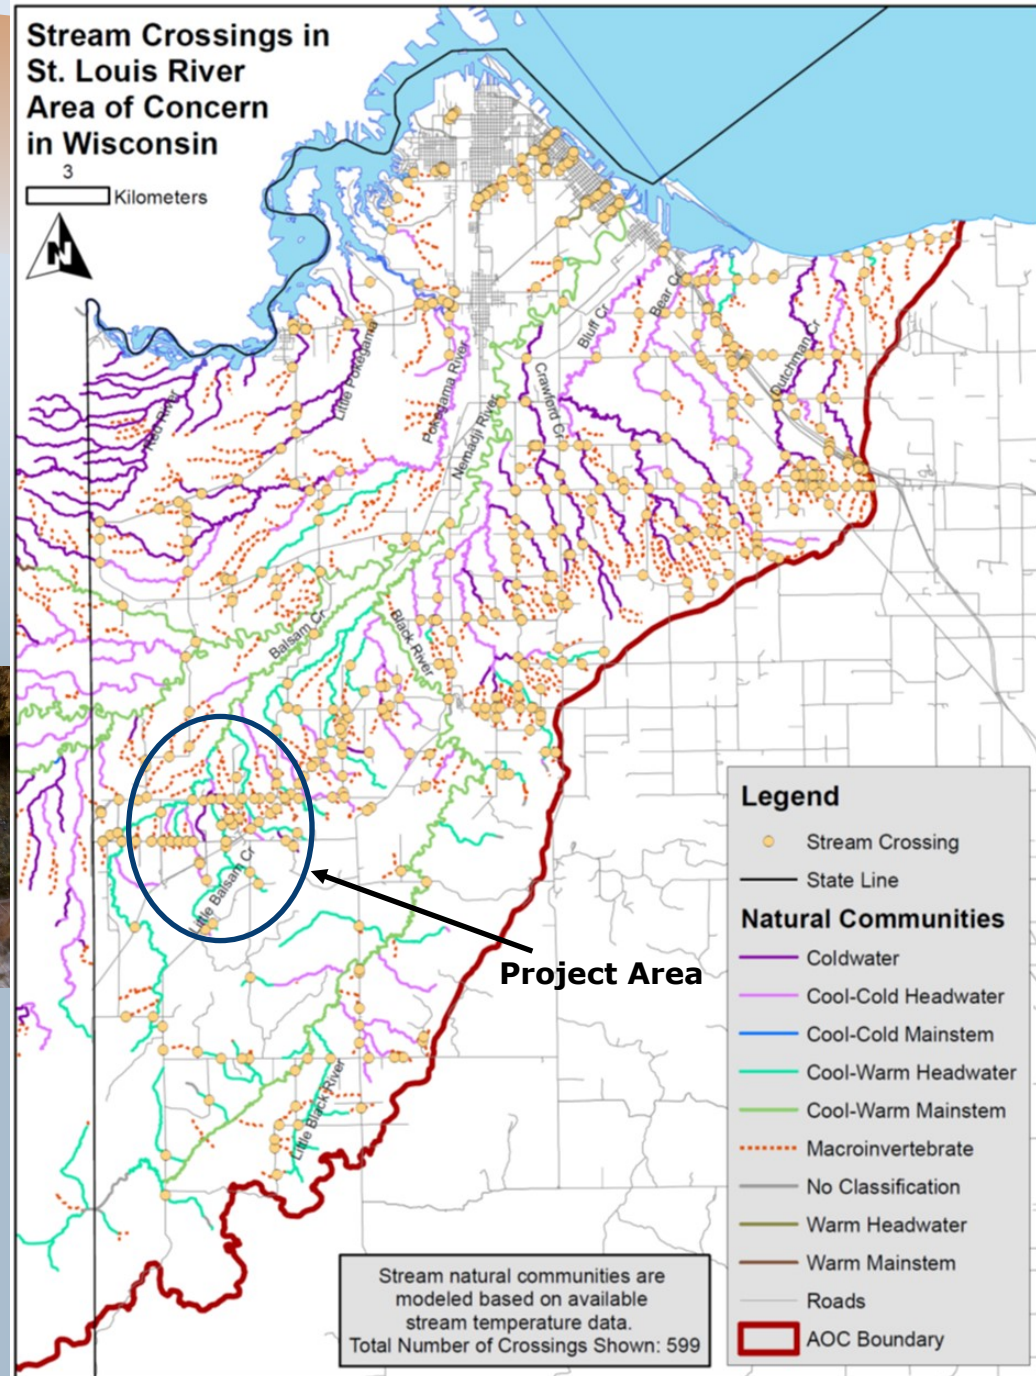 Stream Crossings in
St. Louis River
Area of Concern
in Wisconsin
3
Kilometers
N
Red River
Little Pokegama
Pokegama River
Nemadji River
Crawford Cr
Bluff Cr
Bear Cr
Dutchman Cr
Balsam Cr
Black River
Little Balsam Cr
Project Area
Little Black River
Legend
Stream Crossing
State Line
Natural Communities
Coldwater
Cool-Cold Headwater
Cool-Cold Mainstem
Cool-Warm Headwater
Cool-Warm Mainstem
Macroinvertebrate
No Classification
Warm Headwater
Warm Mainstem
Roads
AOC Boundary
Stream natural communities are
modeled based on available
stream temperature data.
Total Number of Crossings Shown: 599